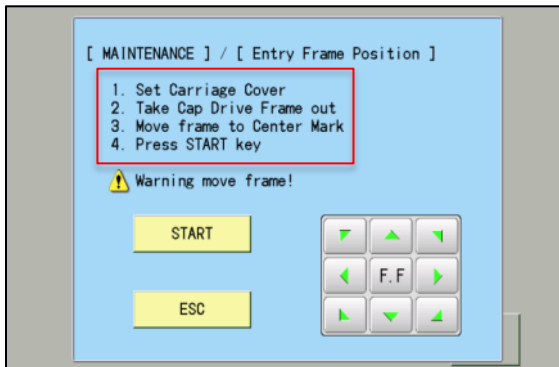 [ MAINTENANCE ] / [ Entry Frame Position ]
1. Set Carriage Cover
2. Take Cap Drive Frame out
3. Move frame to Center Mark
4. Press START key
Warning move frame!
START
F.F
ESC